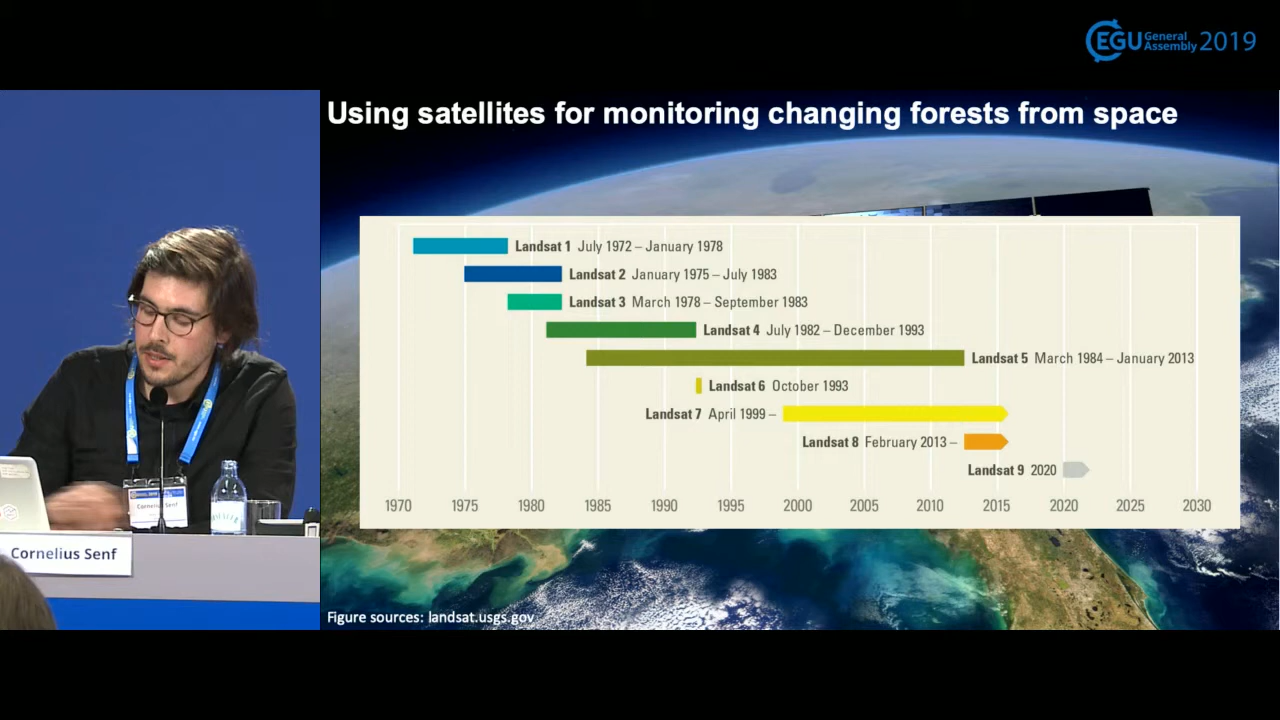 EGU General Assembly 2019
Using satellites for monitoring changing forests from space
Landsat 1 July 1972 – January 1978
Landsat 2 January 1975 – July 1983
Landsat 3 March 1978 – September 1983
Landsat 4 July 1982 – December 1993
Landsat 5 March 1984 – January 2013
Landsat 6 October 1993
Landsat 7 April 1999 –
Landsat 8 February 2013 –
Landsat 9 2020
1970 1975 1980 1985 1990 1995 2000 2005 2010 2015 2020 2025 2030
Cornelius Senf
Cornelius Senf
Figure sources: landsat.usgs.gov